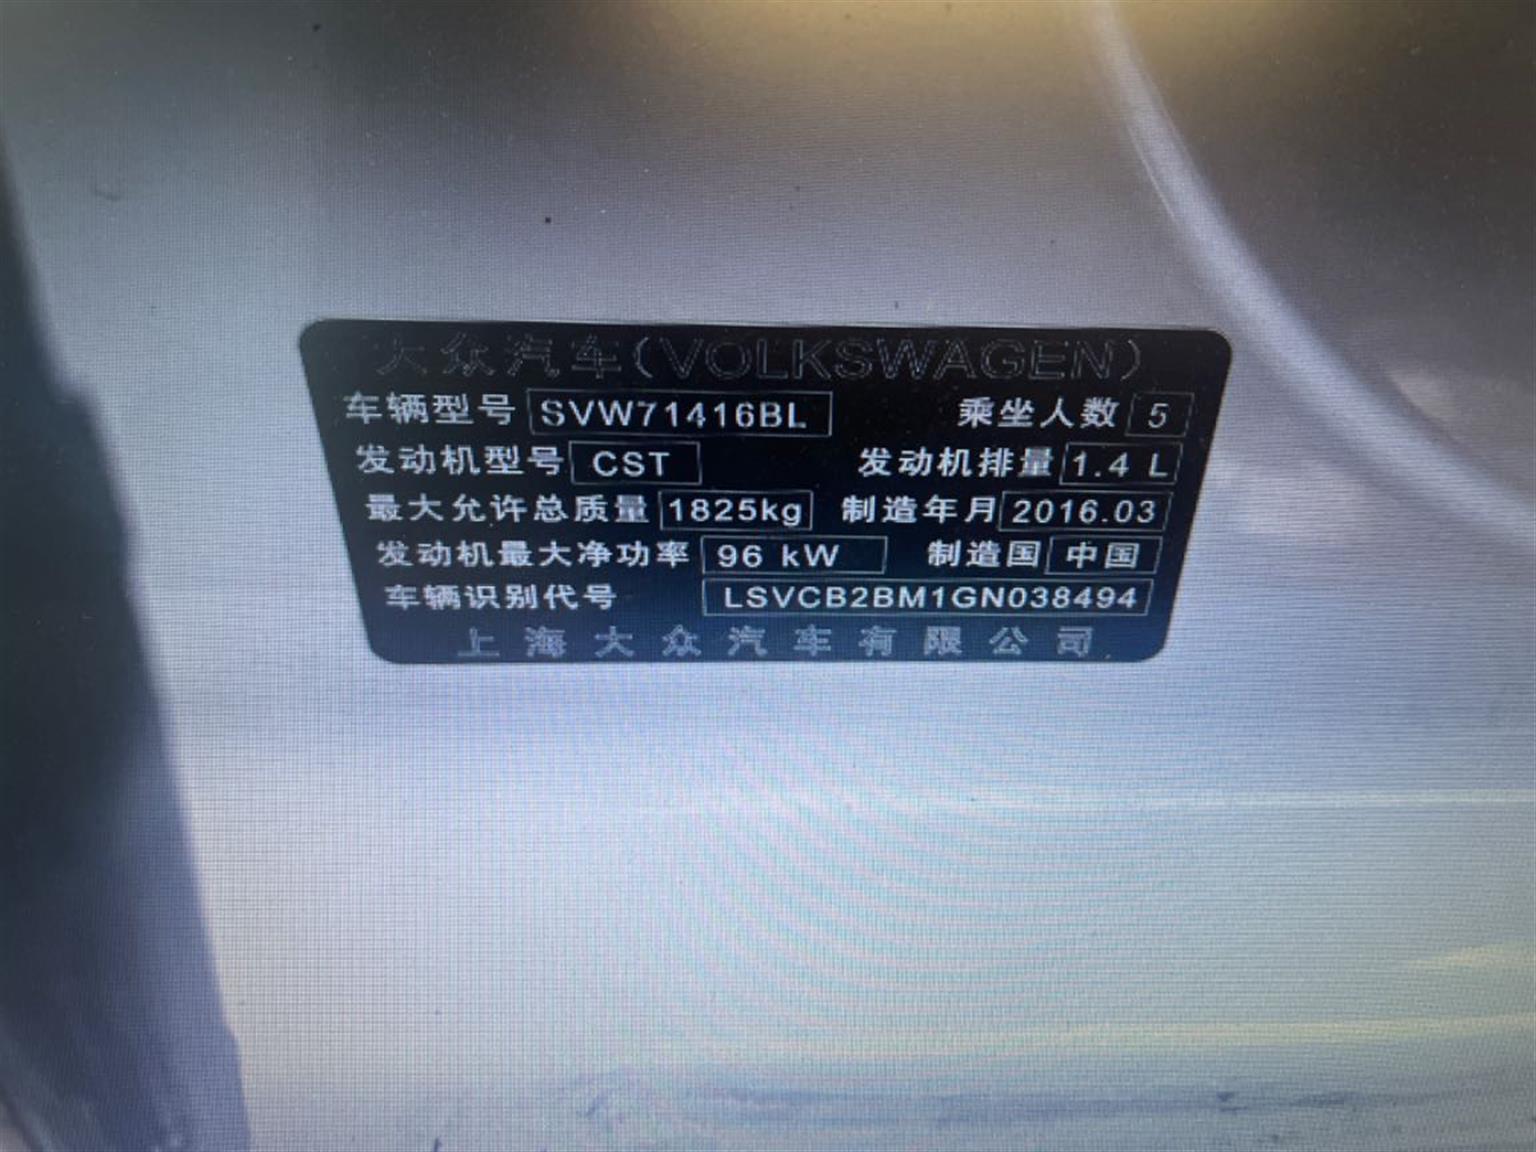 大众汽车(VOLKSWAGEN)
车辆型号 SVW71416BL 乘坐人数 5
发动机型号 CST 发动机排量 1.4 L
最大允许总质量 1825kg 制造年月 2016.03
发动机最大净功率 96 kW 制造国 中国
车辆识别代号 LSVCB2BM1GN038494
上海大众汽车有限公司